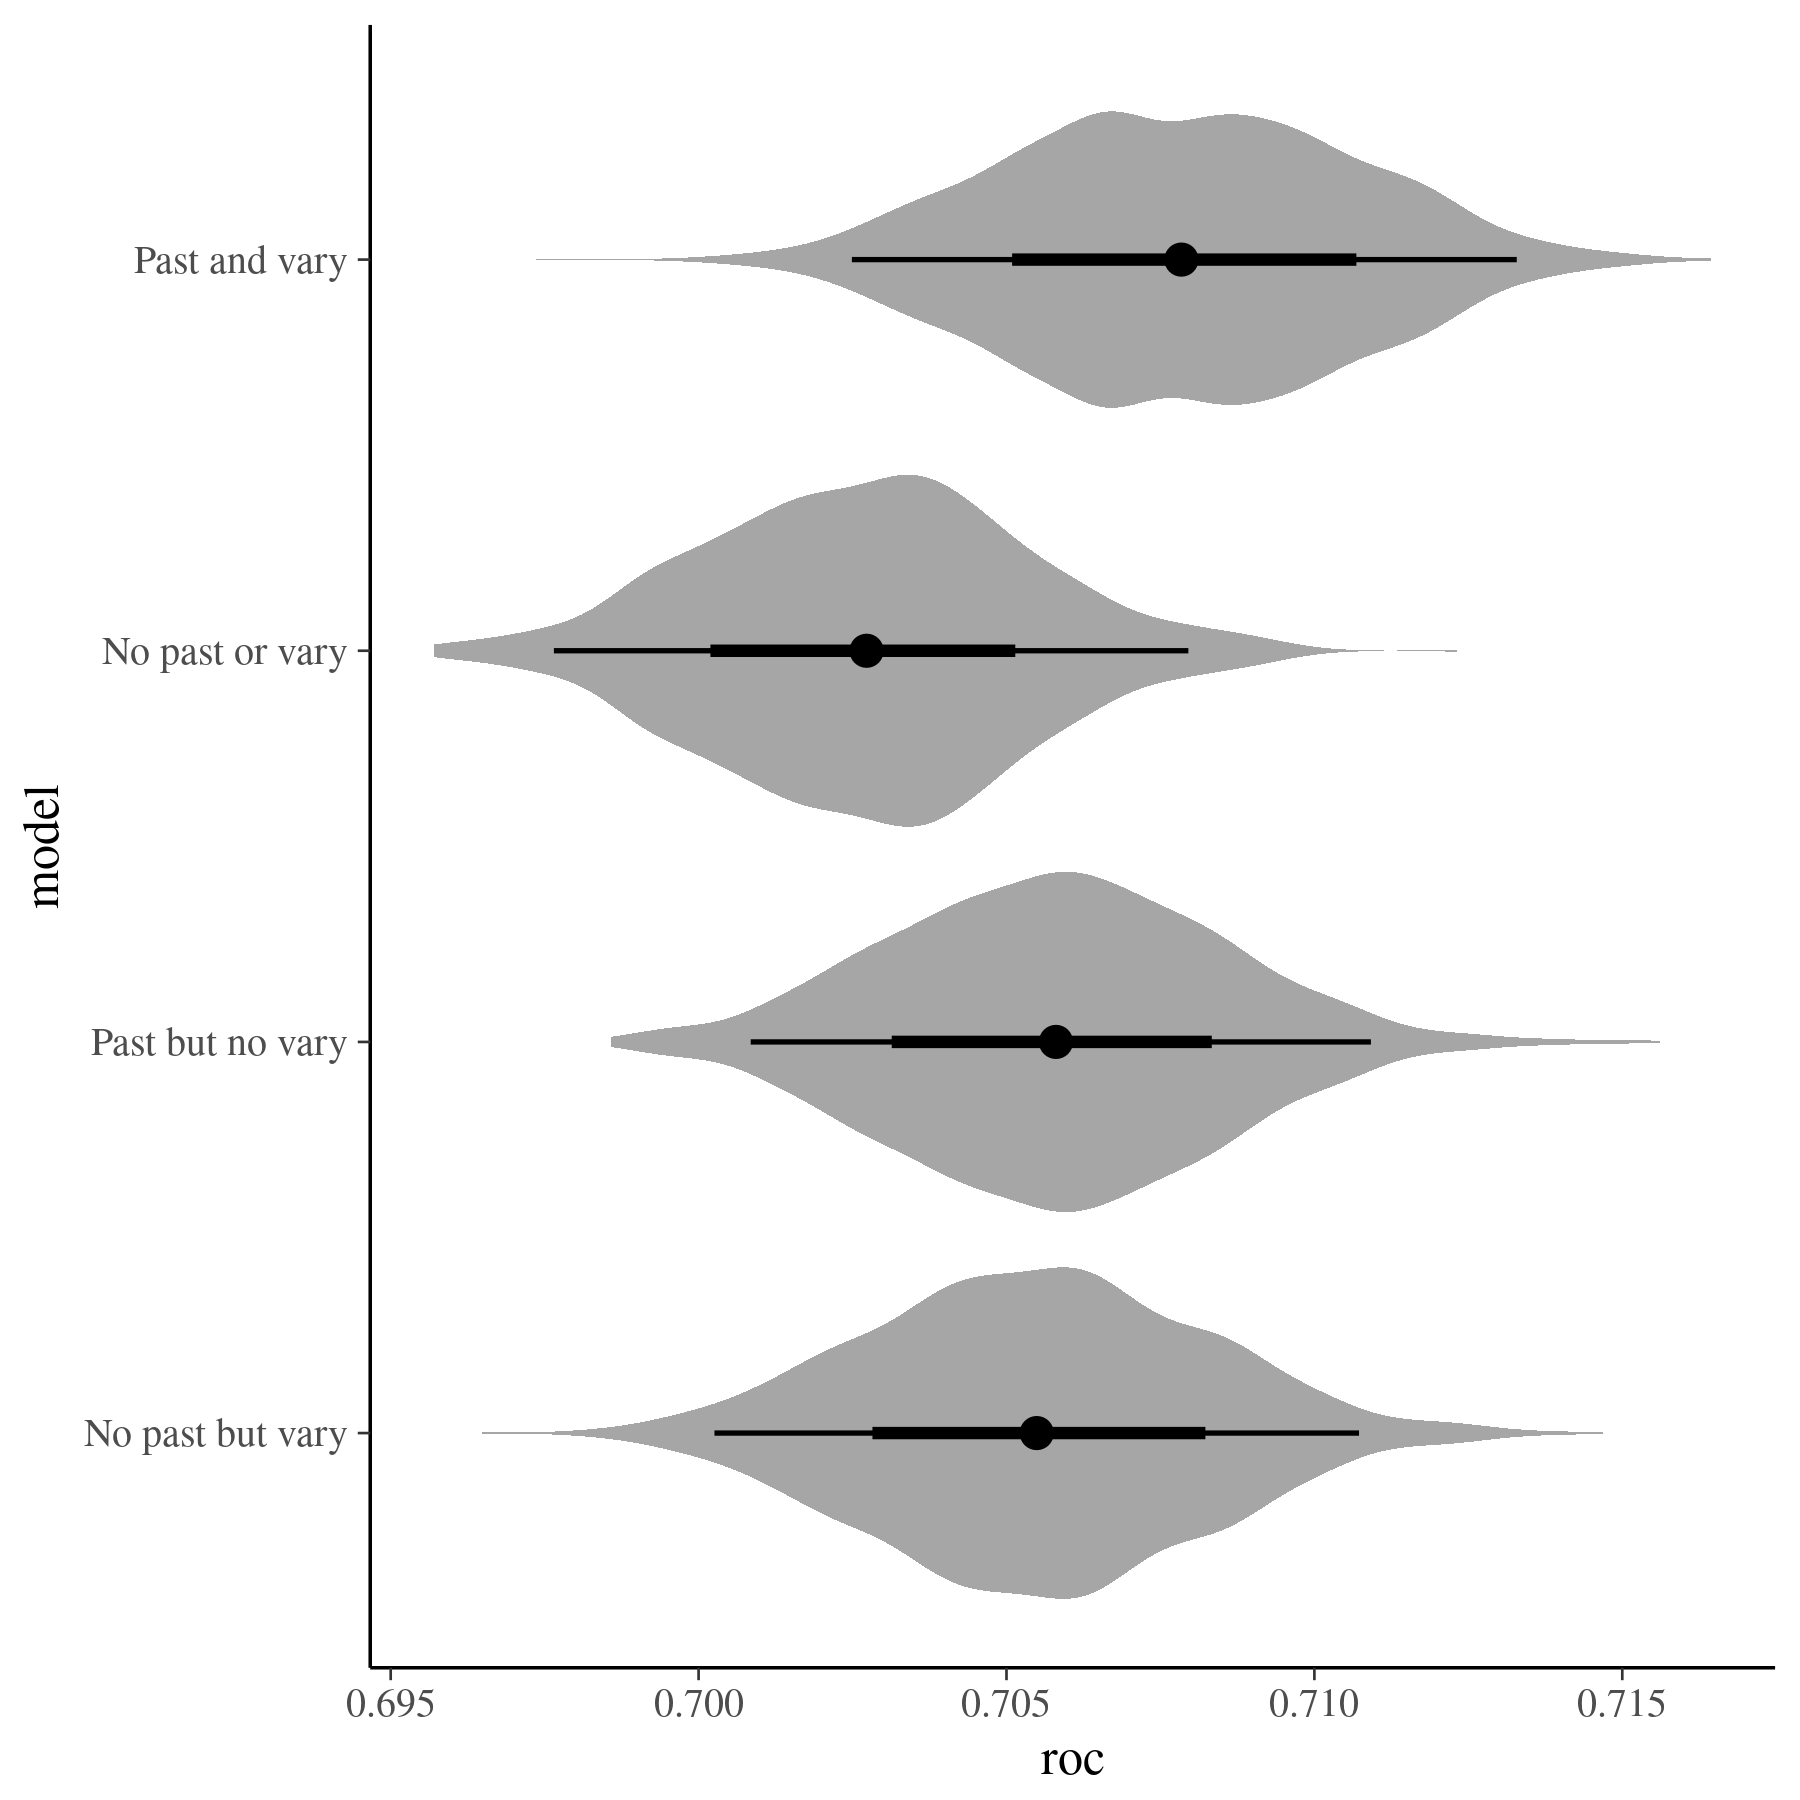 Past and vary
No past or vary
Past but no vary
No past but vary
model
0.695 0.700 0.705 0.710 0.715
roc